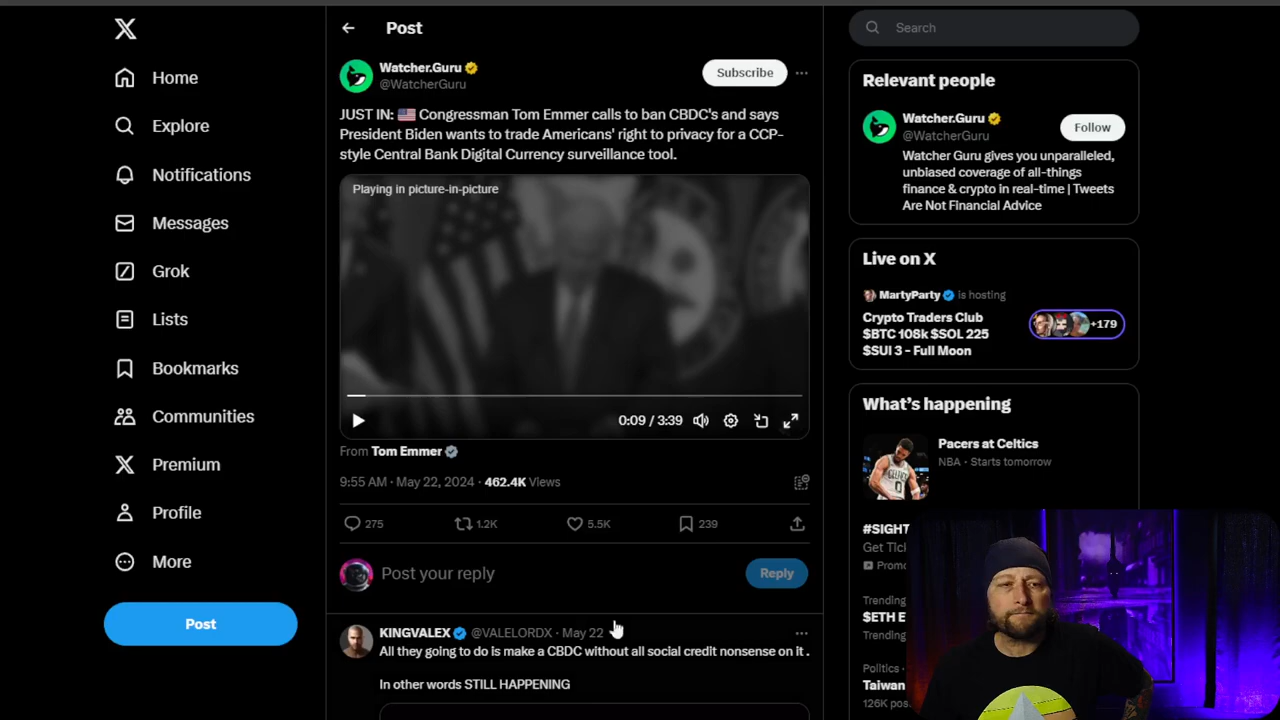 Home
Explore
Notifications
Messages
Grok
Lists
Bookmarks
Communities
Premium
Profile
More
Post
Post
Watcher.Guru
@WatcherGuru
Subscribe
JUST IN: 🇺🇸 Congressman Tom Emmer calls to ban CBDC's and says
President Biden wants to trade Americans' right to privacy for a CCP-
style Central Bank Digital Currency surveillance tool.
Playing in picture-in-picture
0:09 / 3:39
From Tom Emmer
9:55 AM · May 22, 2024 · 462.4K Views
275
1.2K
5.5K
239
Post your reply
Reply
KINGVALEX @VALELORDX · May 22
All they going to do is make a CBDC without all social credit nonsense on it .
In other words STILL HAPPENING
Search
Relevant people
Watcher.Guru
@WatcherGuru
Follow
Watcher Guru gives you unparalleled,
unbiased coverage of all-things
finance & crypto in real-time | Tweets
Are Not Financial Advice
Live on X
MartyParty is hosting
Crypto Traders Club
$BTC 108k $SOL 225
$SUI 3 - Full Moon
+179
What's happening
Pacers at Celtics
NBA · Starts tomorrow
#SIGHT
Get Tic
Promo
Trending
$ETH E
Trending
Politics ·
Taiwan
126K pos